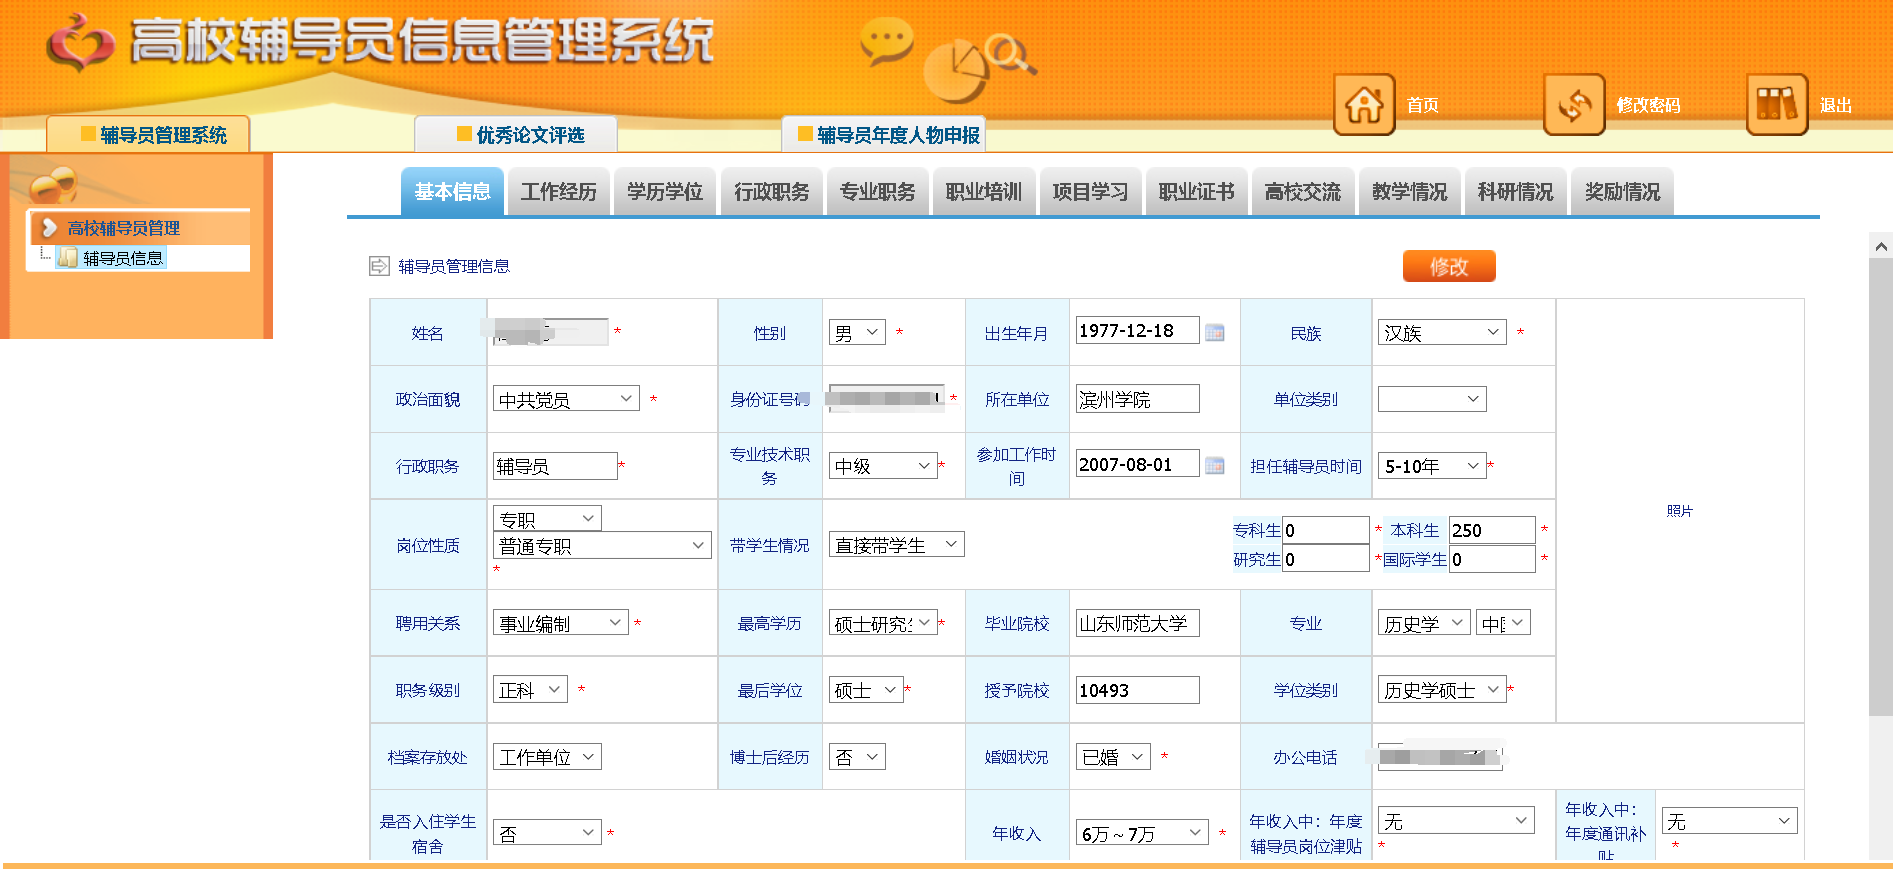 高校辅导员信息管理系统
首页 修改密码 退出
辅导员管理系统 优秀论文评选 辅导员年度人物申报
基本信息 工作经历 学历学位 行政职务 专业职务 职业培训 项目学习 职业证书 高校交流 教学情况 科研情况 奖励情况
高校辅导员管理
辅导员信息
辅导员管理信息 修改
姓名 * 性别 男 * 出生年月 1977-12-18 民族 汉族 *
政治面貌 中共党员 * 身份证号码 * 所在单位 滨州学院 单位类别
行政职务 辅导员 * 专业技术职务 中级 * 参加工作时间 2007-08-01 担任辅导员时间 5-10年 *
照片
岗位性质 专职 普通专职 * 带学生情况 直接带学生 专科生 0 * 本科生 250 *
研究生 0 * 国际学生 0 *
聘用关系 事业编制 * 最高学历 硕士研究 * 毕业院校 山东师范大学 专业 历史学 中
职务级别 正科 * 最后学位 硕士 * 授予院校 10493 学位类别 历史学硕士 *
档案存放处 工作单位 博士后经历 否 婚姻状况 已婚 * 办公电话
是否入住学生宿舍 否 * 年收入 6万～7万 * 年收入中：年度辅导员岗位津贴 无 * 年收入中：年度通讯补贴 无 *